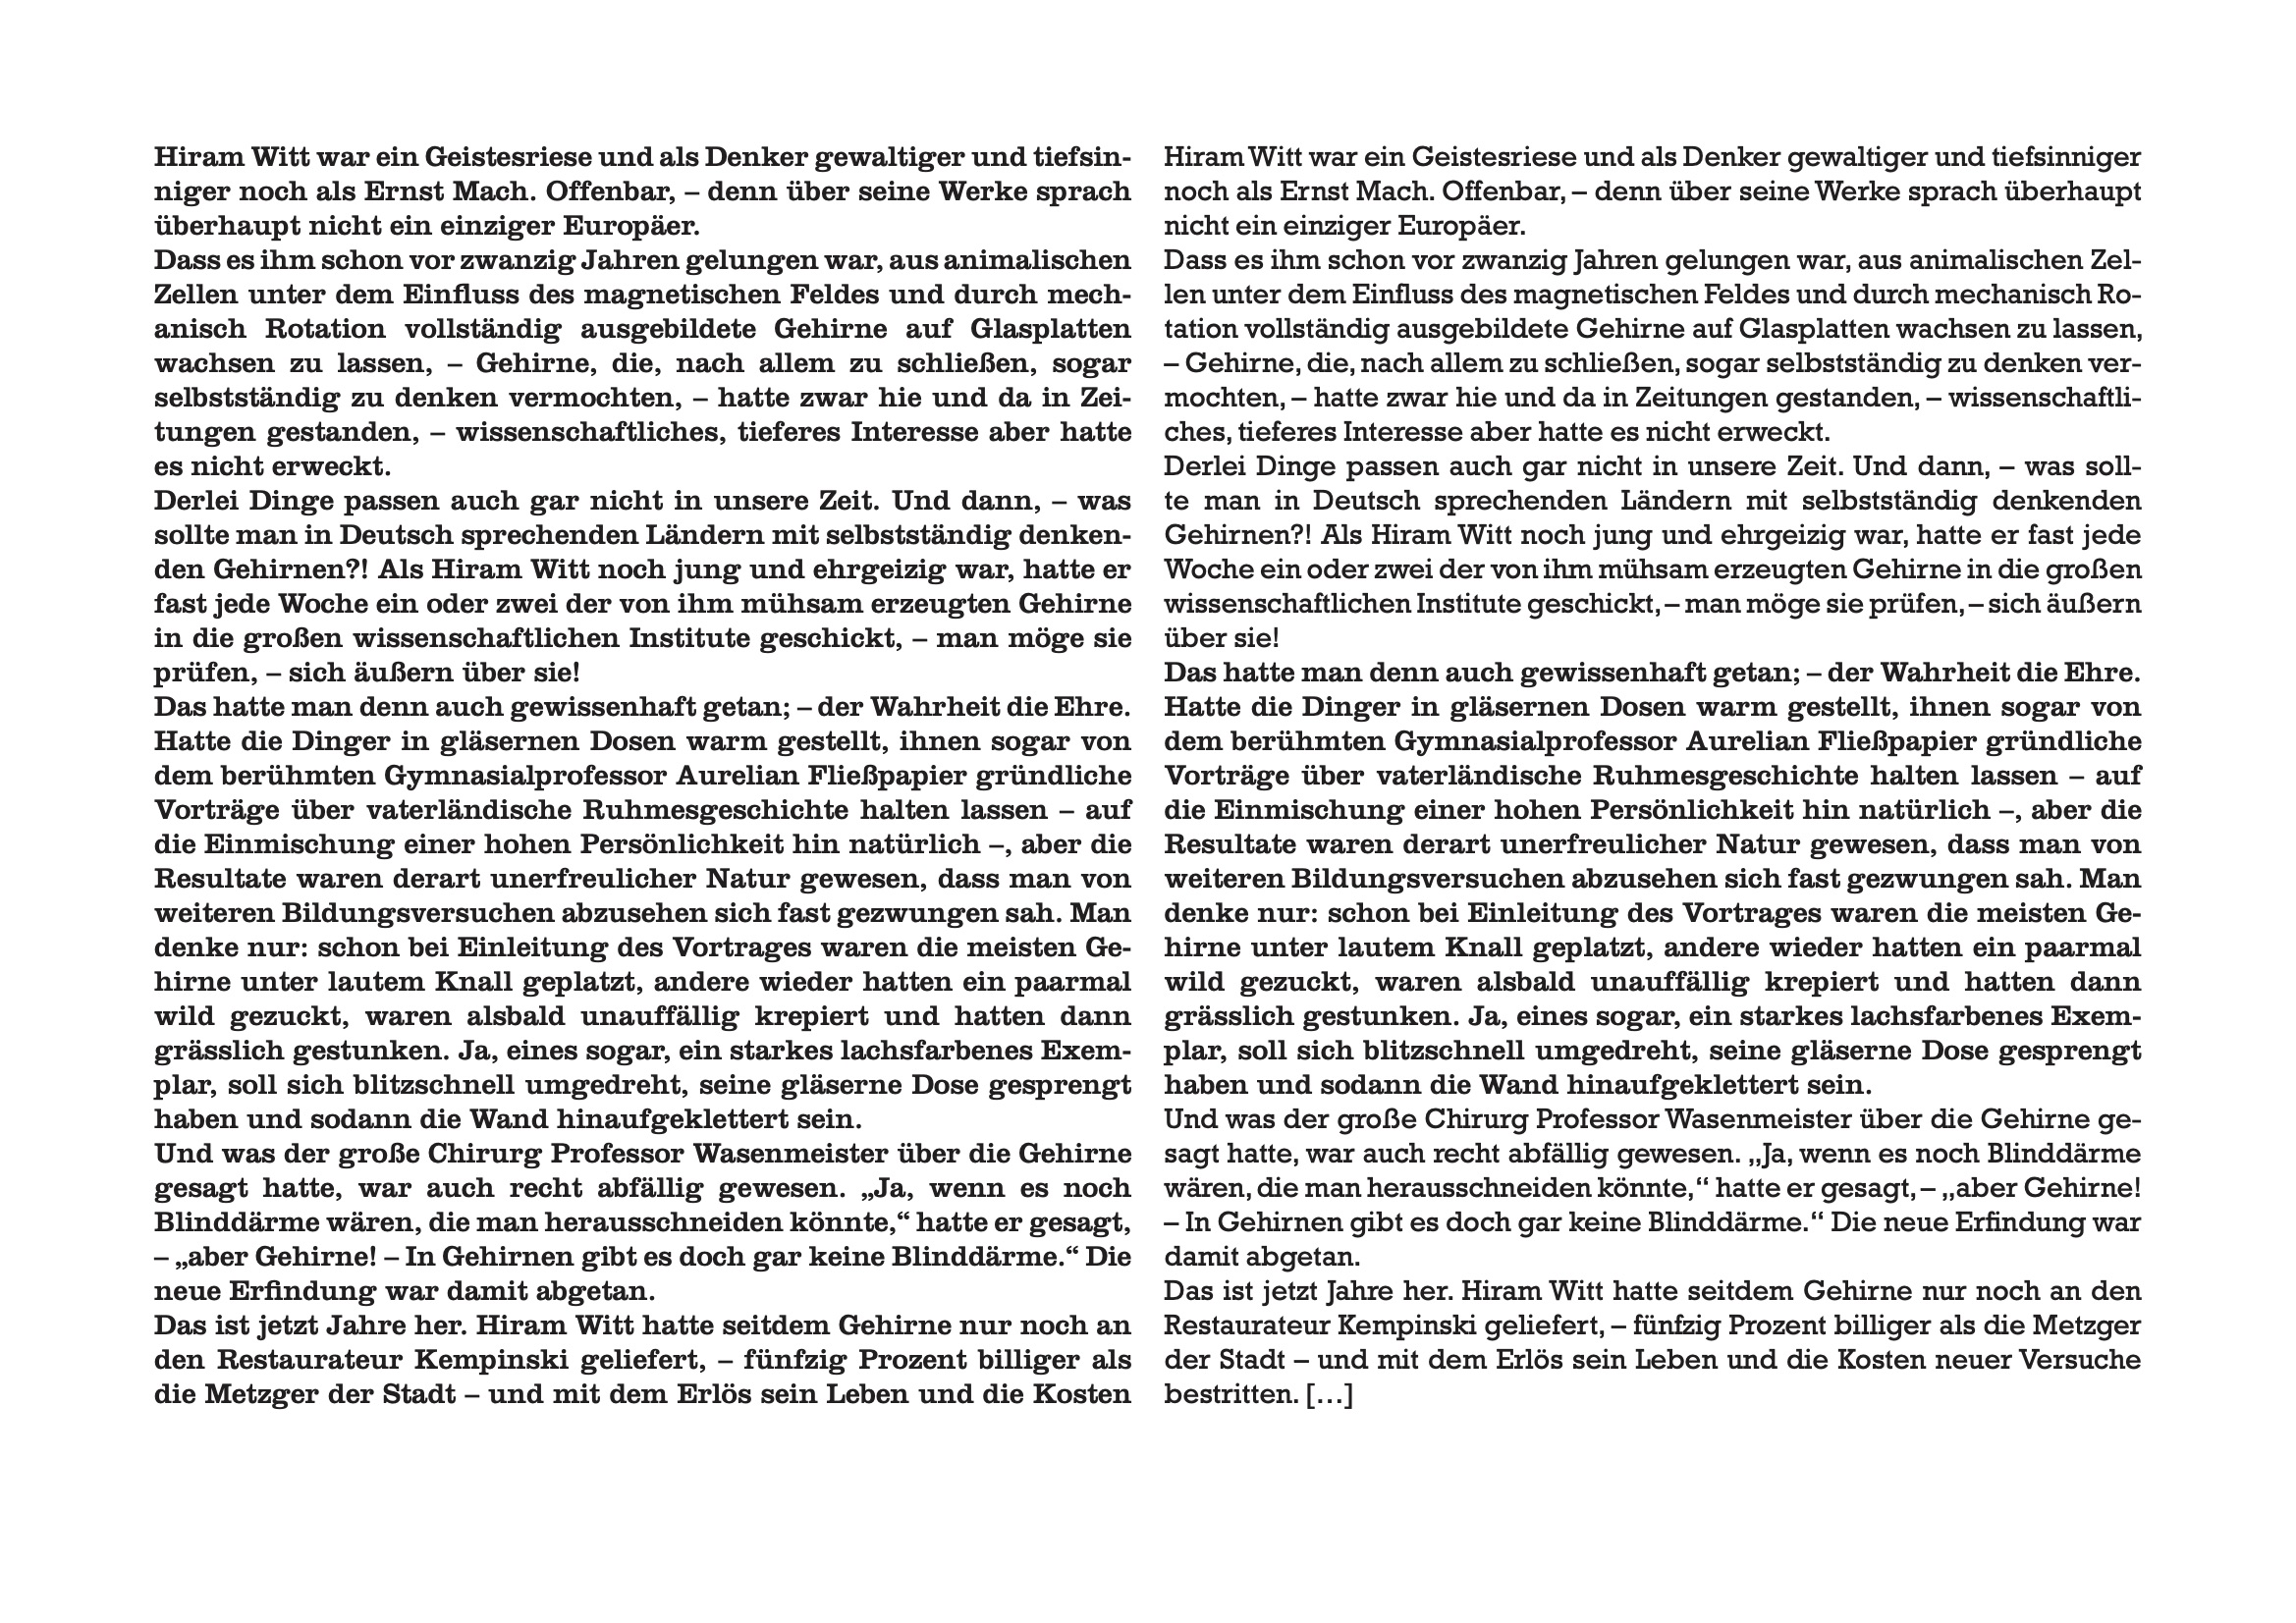 Hiram Witt war ein Geistesriese und als Denker gewaltiger und tiefsin-
niger noch als Ernst Mach. Offenbar, – denn über seine Werke sprach
überhaupt nicht ein einziger Europäer.
Dass es ihm schon vor zwanzig Jahren gelungen war, aus animalischen
Zellen unter dem Einfluss des magnetischen Feldes und durch mech-
anisch Rotation vollständig ausgebildete Gehirne auf Glasplatten
wachsen zu lassen, – Gehirne, die, nach allem zu schließen, sogar
selbstständig zu denken vermochten, – hatte zwar hie und da in Zei-
tungen gestanden, – wissenschaftliches, tieferes Interesse aber hatte
es nicht erweckt.
Derlei Dinge passen auch gar nicht in unsere Zeit. Und dann, – was
sollte man in Deutsch sprechenden Ländern mit selbstständig denken-
den Gehirnen?! Als Hiram Witt noch jung und ehrgeizig war, hatte er
fast jede Woche ein oder zwei der von ihm mühsam erzeugten Gehirne
in die großen wissenschaftlichen Institute geschickt, – man möge sie
prüfen, – sich äußern über sie!
Das hatte man denn auch gewissenhaft getan; – der Wahrheit die Ehre.
Hatte die Dinger in gläsernen Dosen warm gestellt, ihnen sogar von
dem berühmten Gymnasialprofessor Aurelian Fließpapier gründliche
Vorträge über vaterländische Ruhmesgeschichte halten lassen – auf
die Einmischung einer hohen Persönlichkeit hin natürlich –, aber die
Resultate waren derart unerfreulicher Natur gewesen, dass man von
weiteren Bildungsversuchen abzusehen sich fast gezwungen sah. Man
denke nur: schon bei Einleitung des Vortrages waren die meisten Ge-
hirne unter lautem Knall geplatzt, andere wieder hatten ein paarmal
wild gezuckt, waren alsbald unauffällig krepiert und hatten dann
grässlich gestunken. Ja, eines sogar, ein starkes lachsfarbenes Exem-
plar, soll sich blitzschnell umgedreht, seine gläserne Dose gesprengt
haben und sodann die Wand hinaufgeklettert sein.
Und was der große Chirurg Professor Wasenmeister über die Gehirne
gesagt hatte, war auch recht abfällig gewesen. „Ja, wenn es noch
Blinddärme wären, die man herausschneiden könnte,“ hatte er gesagt,
– „aber Gehirne! – In Gehirnen gibt es doch gar keine Blinddärme.“ Die
neue Erfindung war damit abgetan.
Das ist jetzt Jahre her. Hiram Witt hatte seitdem Gehirne nur noch an
den Restaurateur Kempinski geliefert, – fünfzig Prozent billiger als
die Metzger der Stadt – und mit dem Erlös sein Leben und die Kosten
Hiram Witt war ein Geistesriese und als Denker gewaltiger und tiefsinniger
noch als Ernst Mach. Offenbar, – denn über seine Werke sprach überhaupt
nicht ein einziger Europäer.
Dass es ihm schon vor zwanzig Jahren gelungen war, aus animalischen Zel-
len unter dem Einfluss des magnetischen Feldes und durch mechanisch Ro-
tation vollständig ausgebildete Gehirne auf Glasplatten wachsen zu lassen,
– Gehirne, die, nach allem zu schließen, sogar selbstständig zu denken ver-
mochten, – hatte zwar hie und da in Zeitungen gestanden, – wissenschaftli-
ches, tieferes Interesse aber hatte es nicht erweckt.
Derlei Dinge passen auch gar nicht in unsere Zeit. Und dann, – was soll-
te man in Deutsch sprechenden Ländern mit selbstständig denkenden
Gehirnen?! Als Hiram Witt noch jung und ehrgeizig war, hatte er fast jede
Woche ein oder zwei der von ihm mühsam erzeugten Gehirne in die großen
wissenschaftlichen Institute geschickt, – man möge sie prüfen, – sich äußern
über sie!
Das hatte man denn auch gewissenhaft getan; – der Wahrheit die Ehre.
Hatte die Dinger in gläsernen Dosen warm gestellt, ihnen sogar von
dem berühmten Gymnasialprofessor Aurelian Fließpapier gründliche
Vorträge über vaterländische Ruhmesgeschichte halten lassen – auf
die Einmischung einer hohen Persönlichkeit hin natürlich –, aber die
Resultate waren derart unerfreulicher Natur gewesen, dass man von
weiteren Bildungsversuchen abzusehen sich fast gezwungen sah. Man
denke nur: schon bei Einleitung des Vortrages waren die meisten Ge-
hirne unter lautem Knall geplatzt, andere wieder hatten ein paarmal
wild gezuckt, waren alsbald unauffällig krepiert und hatten dann
grässlich gestunken. Ja, eines sogar, ein starkes lachsfarbenes Exem-
plar, soll sich blitzschnell umgedreht, seine gläserne Dose gesprengt
haben und sodann die Wand hinaufgeklettert sein.
Und was der große Chirurg Professor Wasenmeister über die Gehirne ge-
sagt hatte, war auch recht abfällig gewesen. „Ja, wenn es noch Blinddärme
wären, die man herausschneiden könnte,“ hatte er gesagt, – „aber Gehirne!
– In Gehirnen gibt es doch gar keine Blinddärme.“ Die neue Erfindung war
damit abgetan.
Das ist jetzt Jahre her. Hiram Witt hatte seitdem Gehirne nur noch an den
Restaurateur Kempinski geliefert, – fünfzig Prozent billiger als die Metzger
der Stadt – und mit dem Erlös sein Leben und die Kosten neuer Versuche
bestritten. […]